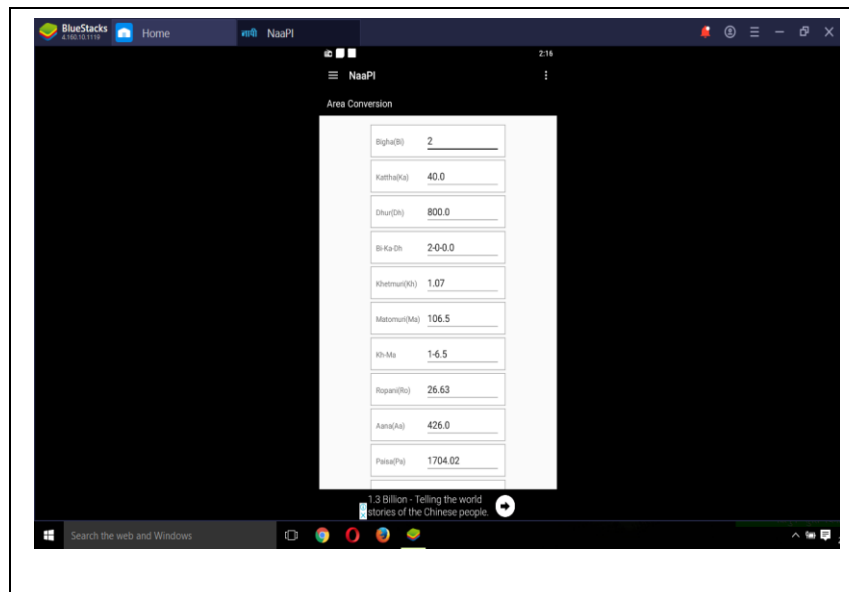 BlueStacks
4.160.10.1119
Home
नापी NaaPI
2:16
NaaPI
Area Conversion
Bigha(Bi) 2
Kattha(Ka) 40.0
Dhur(Dh) 800.0
Bi-Ka-Dh 2-0-0.0
Khetmuri(Kh) 1.07
Matomuri(Ma) 106.5
Kh-Ma 1-6.5
Ropani(Ro) 26.63
Aana(Aa) 426.0
Paisa(Pa) 1704.02
1.3 Billion - Telling the world
stories of the Chinese people.
Search the web and Windows